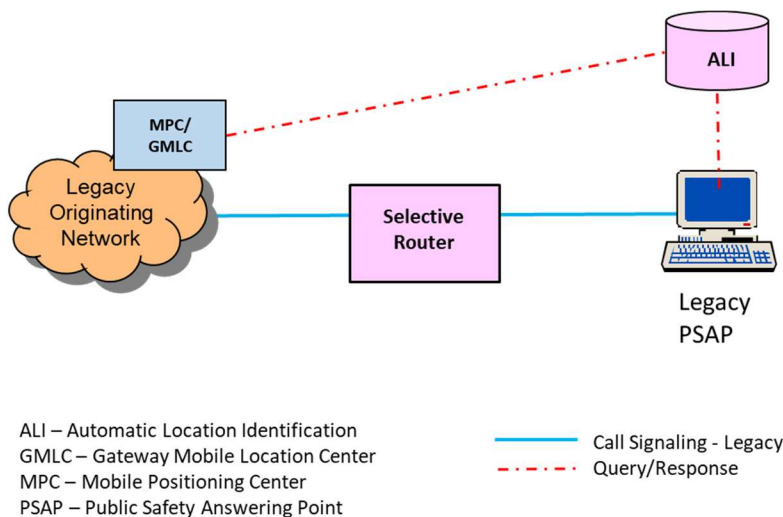 ALI
MPC/
GMLC
Legacy
Originating
Network
Selective
Router
Legacy
PSAP
ALI – Automatic Location Identification
GMLC – Gateway Mobile Location Center
MPC – Mobile Positioning Center
PSAP – Public Safety Answering Point
Call Signaling - Legacy
Query/Response